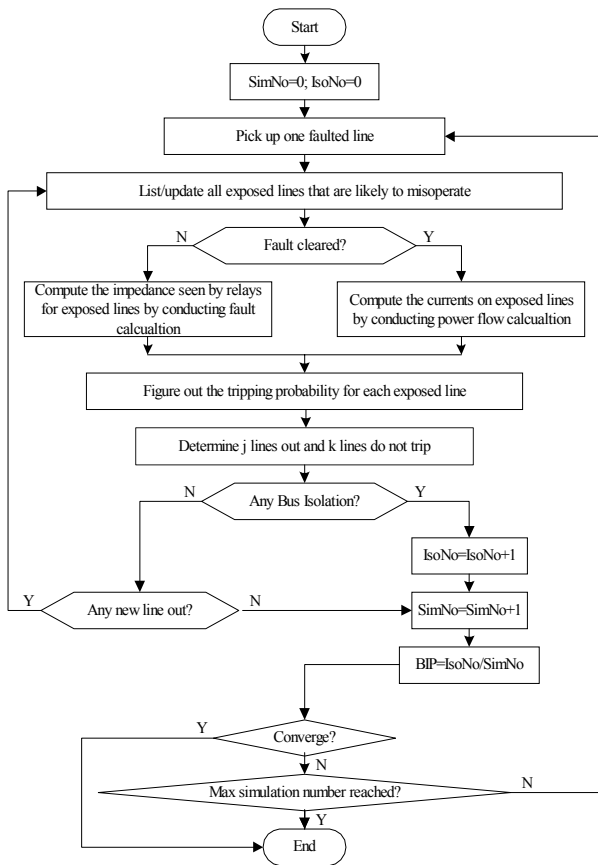 Start
SimNo=0; IsoNo=0
Pick up one faulted line
List/update all exposed lines that are likely to misoperate
N
Fault cleared?
Y
Compute the impedance seen by relays
for exposed lines by conducting fault
calcualtion
Compute the currents on exposed lines
by conducting power flow calcualtion
Figure out the tripping probability for each exposed line
Determine j lines out and k lines do not trip
N
Any Bus Isolation?
Y
IsoNo=IsoNo+1
Y
Any new line out?
N
SimNo=SimNo+1
BIP=IsoNo/SimNo
Y
Converge?
N
Max simulation number reached?
N
Y
End